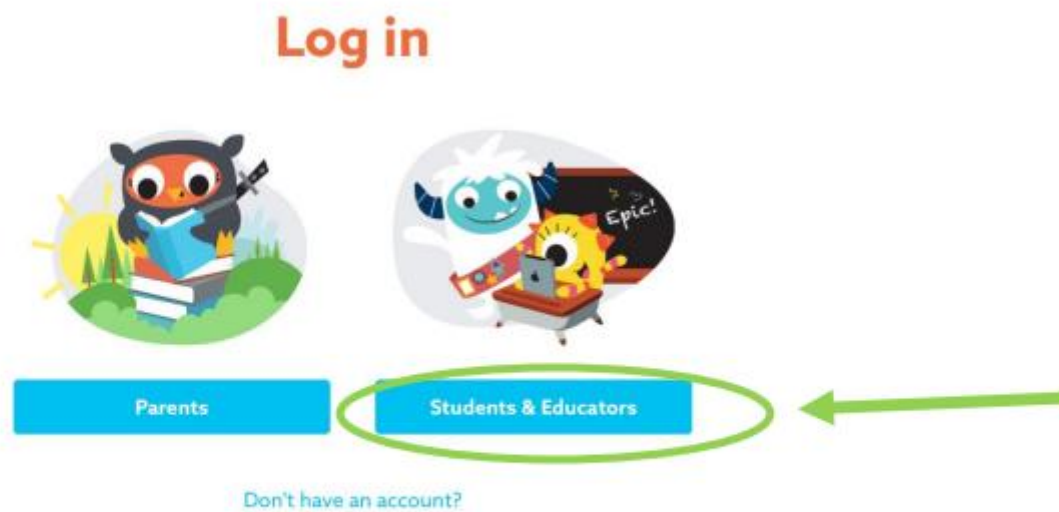 Log in
Epic!
Parents
Students & Educators
Don't have an account?